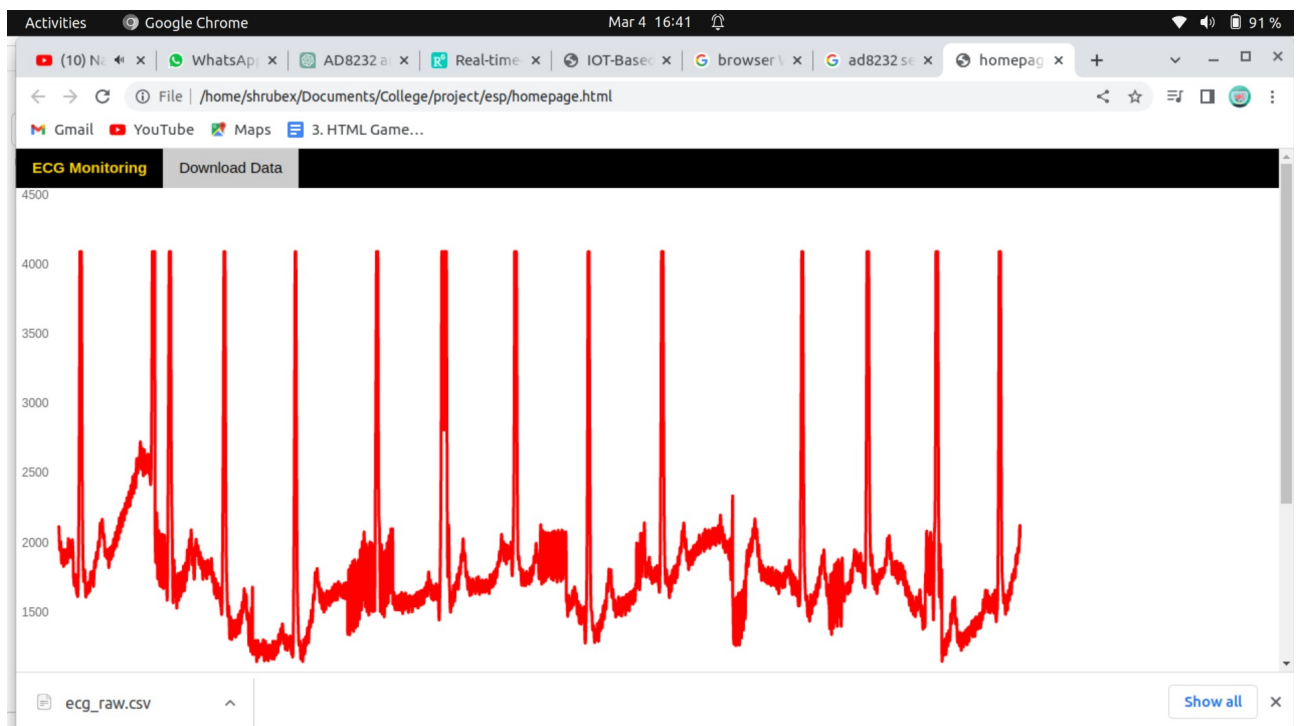 Activities Google Chrome Mar 4 16:41 91 %
(10) Na WhatsAp AD8232 a Real-time IOT-Based browser ad8232 se homepag
File /home/shrubex/Documents/College/project/esp/homepage.html
Gmail YouTube Maps 3. HTML Game…
ECG Monitoring Download Data
4500
4000
3500
3000
2500
2000
1500
ecg_raw.csv Show all